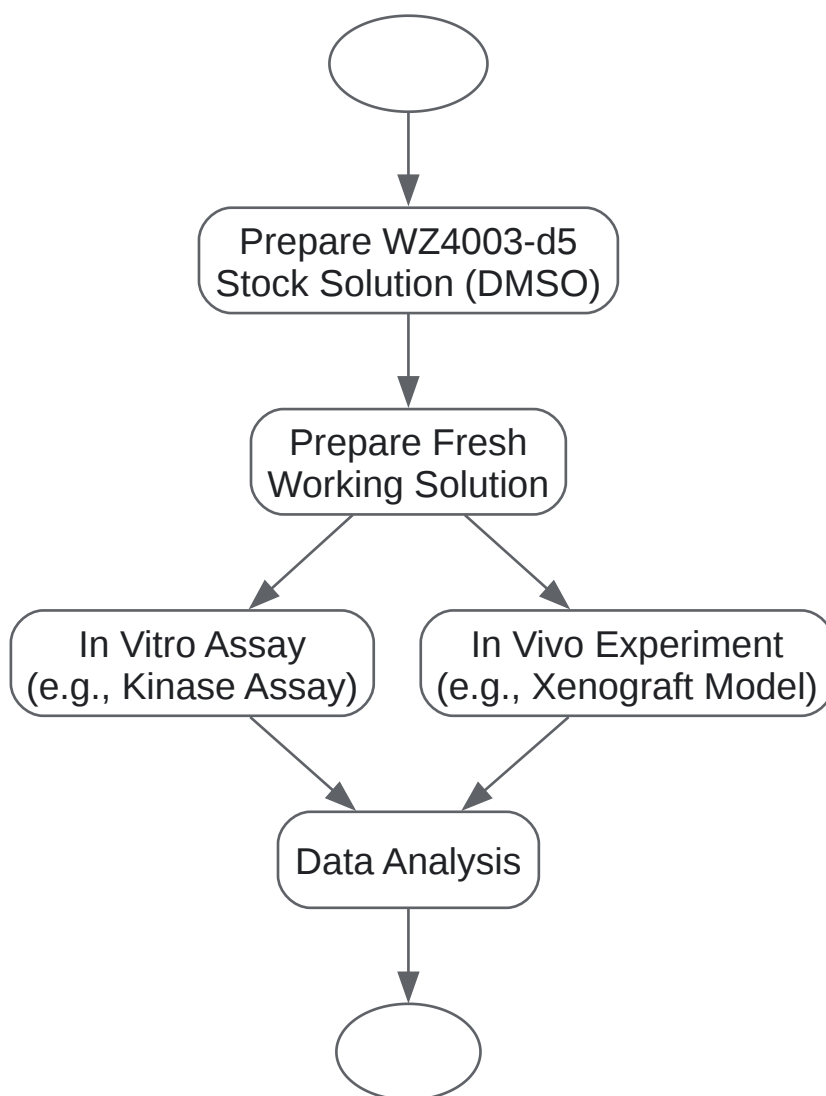 Prepare WZ4003-d5
Stock Solution (DMSO)
Prepare Fresh
Working Solution
In Vitro Assay
(e.g., Kinase Assay)
In Vivo Experiment
(e.g., Xenograft Model)
Data Analysis